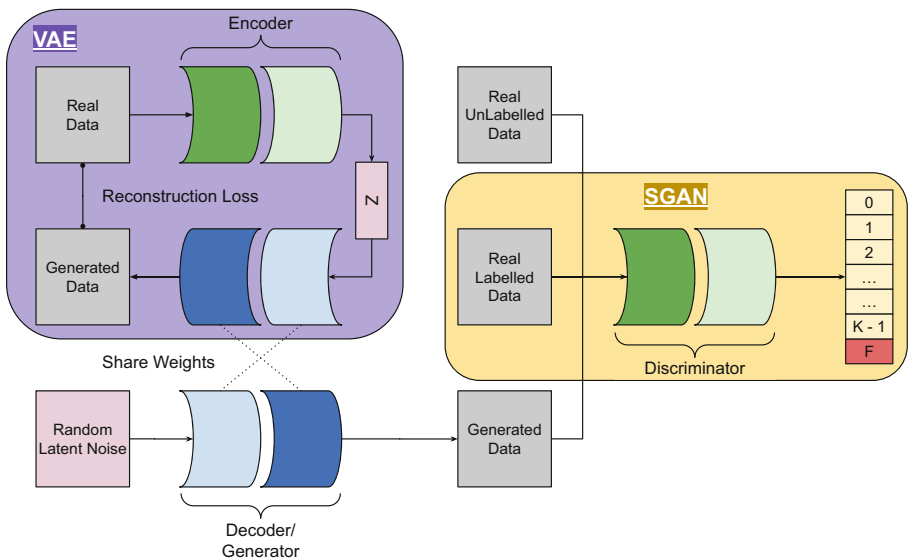 VAE
Encoder
Real
Data
Z
Reconstruction Loss
Generated
Data
Share Weights
Random
Latent Noise
Decoder/
Generator
Real
UnLabelled
Data
SGAN
Real
Labelled
Data
Discriminator
0
1
2
...
...
K - 1
F
Generated
Data